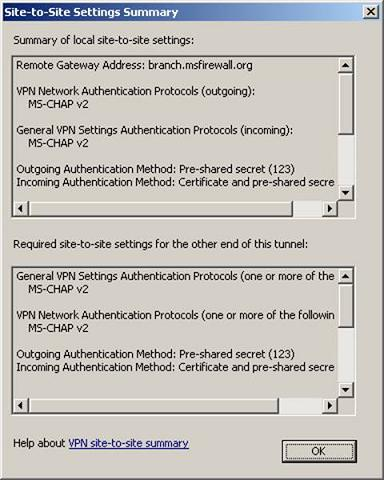 Site-to-Site Settings Summary
Summary of local site-to-site settings:
Remote Gateway Address: branch.msfirewall.org
VPN Network Authentication Protocols (outgoing):
MS-CHAP v2
General VPN Settings Authentication Protocols (incoming):
MS-CHAP v2
Outgoing Authentication Method: Pre-shared secret (123)
Incoming Authentication Method: Certificate and pre-shared secre
Required site-to-site settings for the other end of this tunnel:
General VPN Settings Authentication Protocols (one or more of the
MS-CHAP v2
VPN Network Authentication Protocols (one or more of the followin
MS-CHAP v2
Outgoing Authentication Method: Pre-shared secret (123)
Incoming Authentication Method: Certificate and pre-shared secre
Help about VPN site-to-site summary
OK